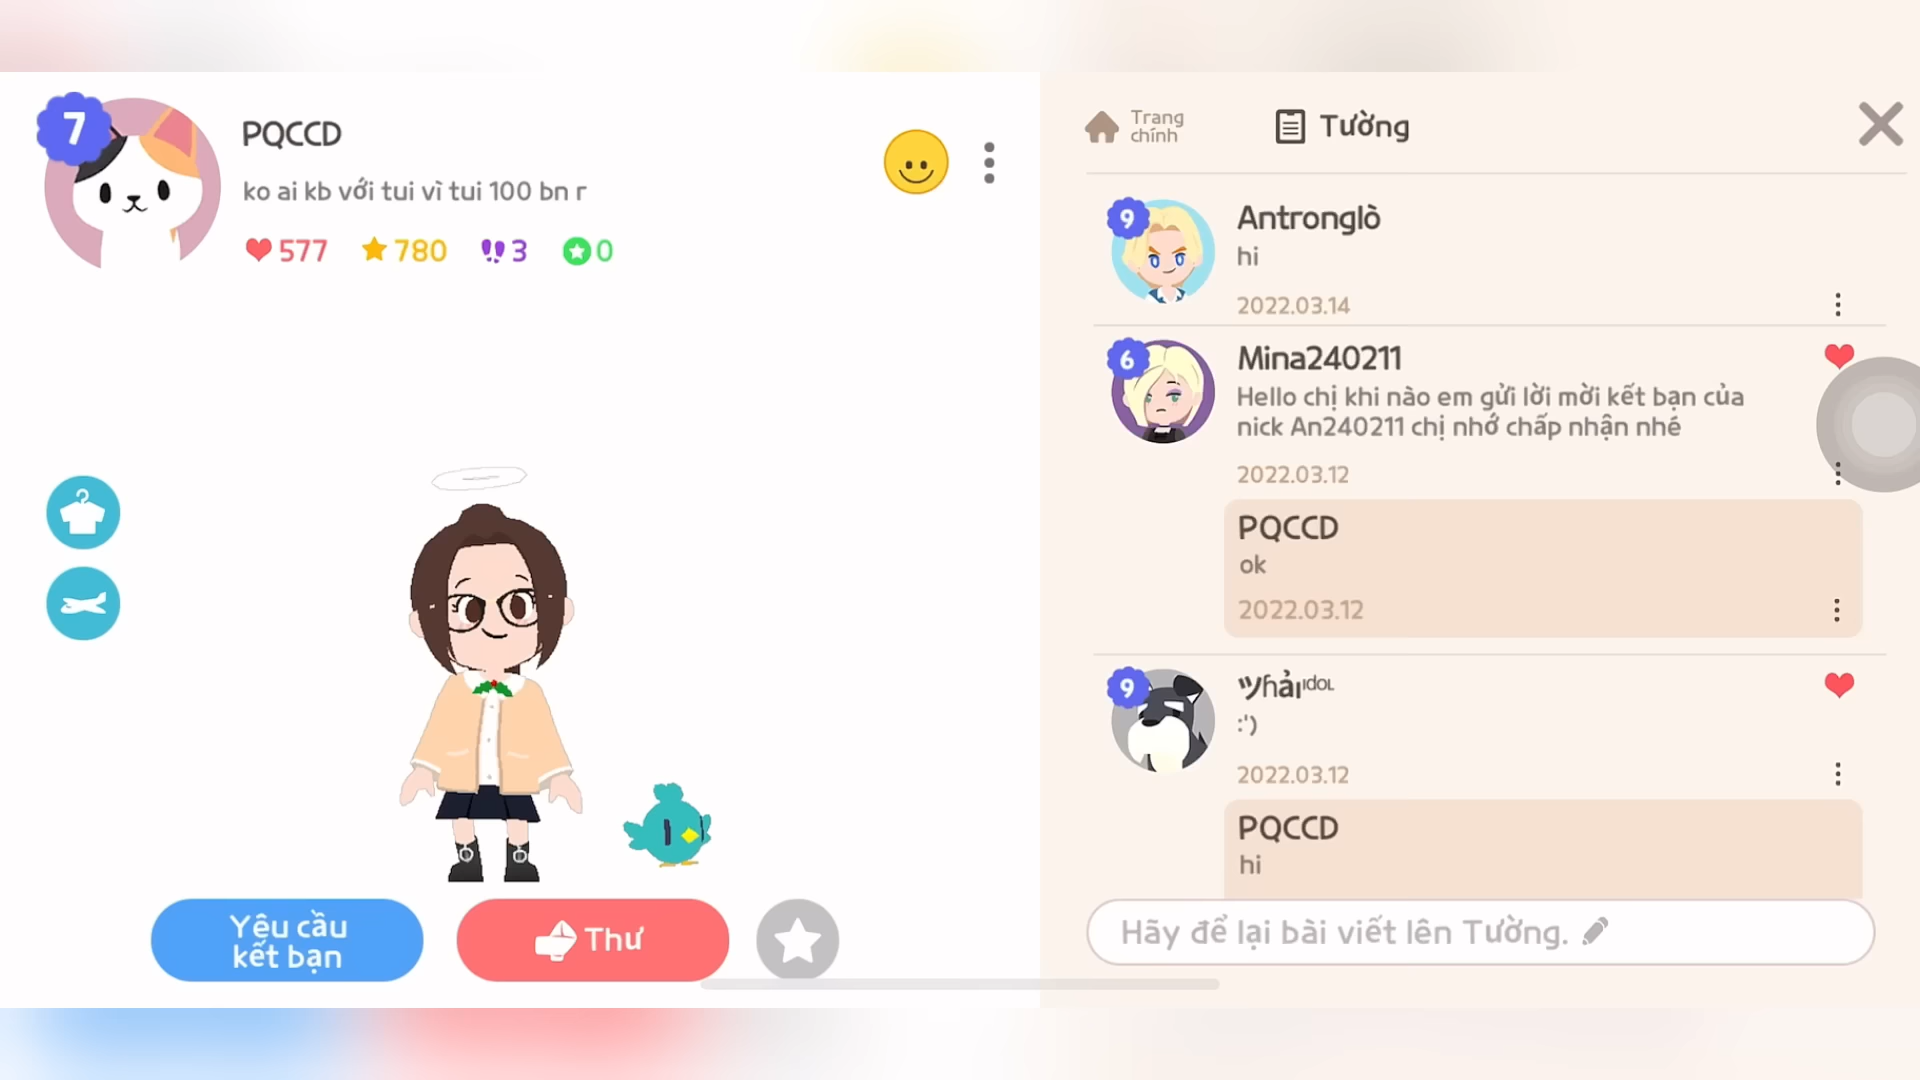 7
PQCCD
ko ai kb với tui vì tui 100 bn r
577 780 3 0
Yêu cầu
kết bạn
Thư
Trang
chính
Tường
9
Antronglò
hi
2022.03.14
6
Mina240211
Hello chị khi nào em gửi lời mời kết bạn của
nick An240211 chị nhớ chấp nhận nhé
2022.03.12
PQCCD
ok
2022.03.12
9
ツɦảıᶦᵈᵒᴸ
:')
2022.03.12
PQCCD
hi
Hãy để lại bài viết lên Tường.